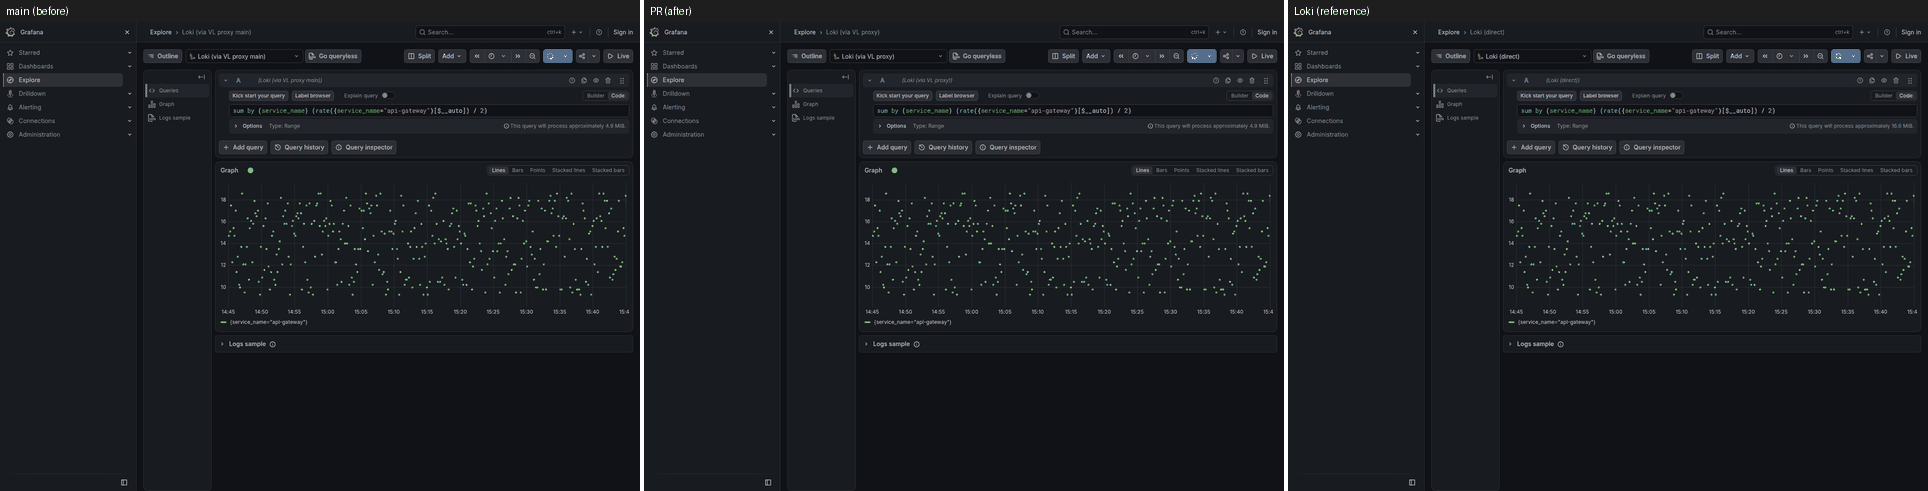 main (before)
Grafana
Explore › Loki (via VL proxy main)
Search...
ctrl+k
Sign in
Starred
Dashboards
Explore
Drilldown
Alerting
Connections
Administration
Outline
Loki (via VL proxy main)
Go queryless
Split
Add
Live
Queries
Graph
Logs sample
A
(Loki (via VL proxy main))
Kick start your query
Label browser
Explain query
Builder
Code
sum by (service_name) (rate({service_name="api-gateway"}[$__auto]) / 2)
Options
Type: Range
This query will process approximately 4.9 MiB.
+ Add query
Query history
Query inspector
Graph
Lines
Bars
Points
Stacked lines
Stacked bars
18
16
14
12
10
14:45 14:50 14:55 15:00 15:05 15:10 15:15 15:20 15:25 15:30 15:35 15:40 15:4
{service_name="api-gateway"}
Logs sample
PR (after)
Grafana
Explore › Loki (via VL proxy)
Search...
ctrl+k
Sign in
Starred
Dashboards
Explore
Drilldown
Alerting
Connections
Administration
Outline
Loki (via VL proxy)
Go queryless
Split
Add
Live
Queries
Graph
Logs sample
A
(Loki (via VL proxy))
Kick start your query
Label browser
Explain query
Builder
Code
sum by (service_name) (rate({service_name="api-gateway"}[$__auto]) / 2)
Options
Type: Range
This query will process approximately 4.9 MiB.
+ Add query
Query history
Query inspector
Graph
Lines
Bars
Points
Stacked lines
Stacked bars
18
16
14
12
10
14:45 14:50 14:55 15:00 15:05 15:10 15:15 15:20 15:25 15:30 15:35 15:40 15:4
{service_name="api-gateway"}
Logs sample
Loki (reference)
Grafana
Explore › Loki (direct)
Search...
ctrl+k
Sign in
Starred
Dashboards
Explore
Drilldown
Alerting
Connections
Administration
Outline
Loki (direct)
Go queryless
Split
Add
Live
Queries
Graph
Logs sample
A
(Loki (direct))
Kick start your query
Label browser
Explain query
Builder
Code
sum by (service_name) (rate({service_name="api-gateway"}[$__auto]) / 2)
Options
Type: Range
This query will process approximately 16.6 MiB.
+ Add query
Query history
Query inspector
Graph
Lines
Bars
Points
Stacked lines
Stacked bars
18
16
14
12
10
14:45 14:50 14:55 15:00 15:05 15:10 15:15 15:20 15:25 15:30 15:35 15:40 15:4
{service_name="api-gateway"}
Logs sample